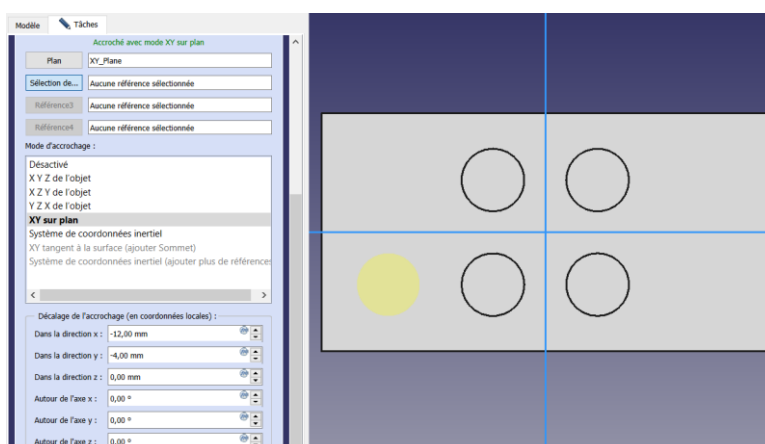 Modèle Tâches
Accroché avec mode XY sur plan
Plan XY_Plane
Sélection de... Aucune référence sélectionnée
Référence3 Aucune référence sélectionnée
Référence4 Aucune référence sélectionnée
Mode d'accrochage :
Désactivé
X Y Z de l'objet
X Z Y de l'objet
Y Z X de l'objet
XY sur plan
Système de coordonnées inertiel
XY tangent à la surface (ajouter Sommet)
Système de coordonnées inertiel (ajouter plus de références
Décalage de l'accrochage (en coordonnées locales) :
Dans la direction x : -12,00 mm
Dans la direction y : -4,00 mm
Dans la direction z : 0,00 mm
Autour de l'axe x : 0,00 °
Autour de l'axe y : 0,00 °
Autour de l'axe z : 0,00 °